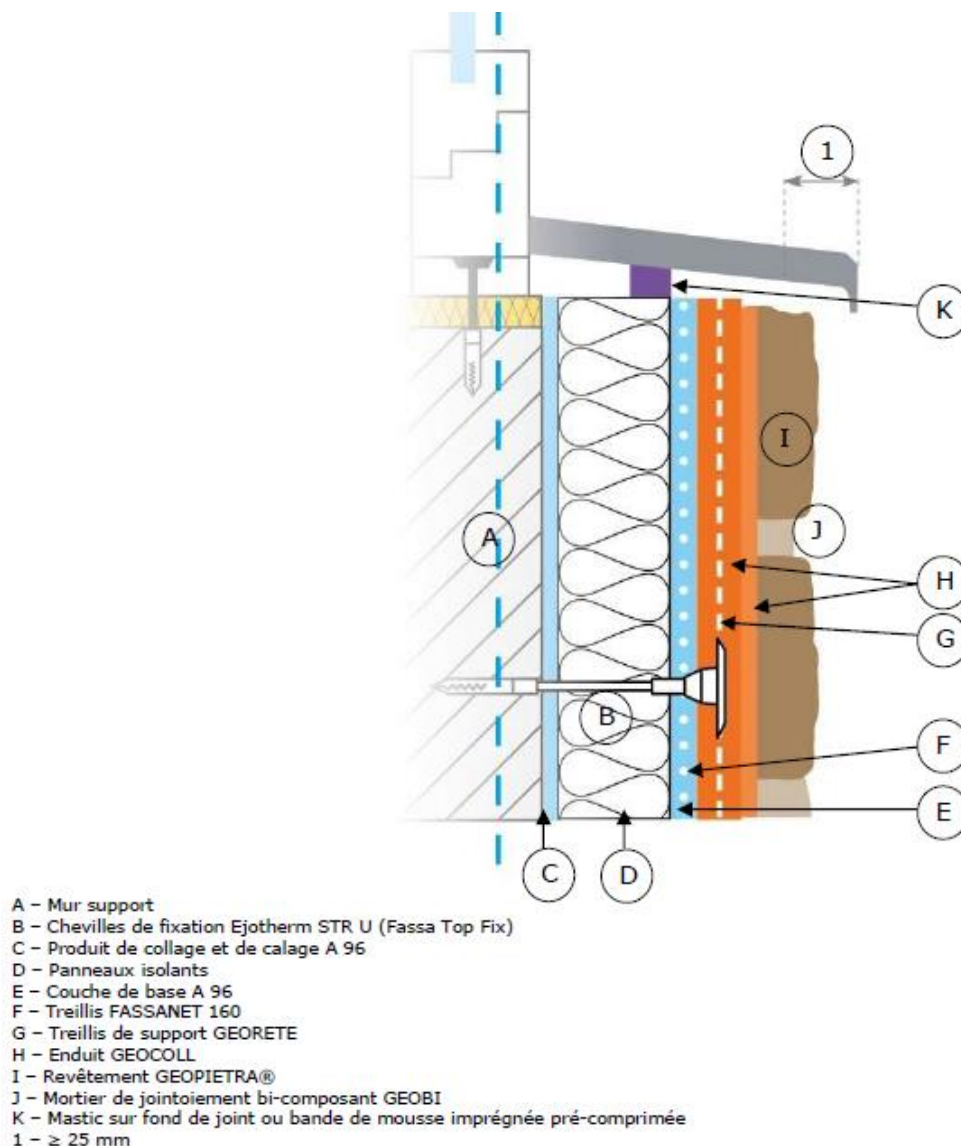 1
K
I
A
J
H
G
B
F
E
C
D
A – Mur support
B – Chevilles de fixation Ejotherm STR U (Fassa Top Fix)
C – Produit de collage et de calage A 96
D – Panneaux isolants
E – Couche de base A 96
F – Treillis FASSANET 160
G – Treillis de support GEORETE
H – Enduit GEOCOLL
I – Revêtement GEOPIETRA®
J – Mortier de jointoiement bi-composant GEOBI
K – Mastic sur fond de joint ou bande de mousse imprégnée pré-comprimée
1 – ≥ 25 mm